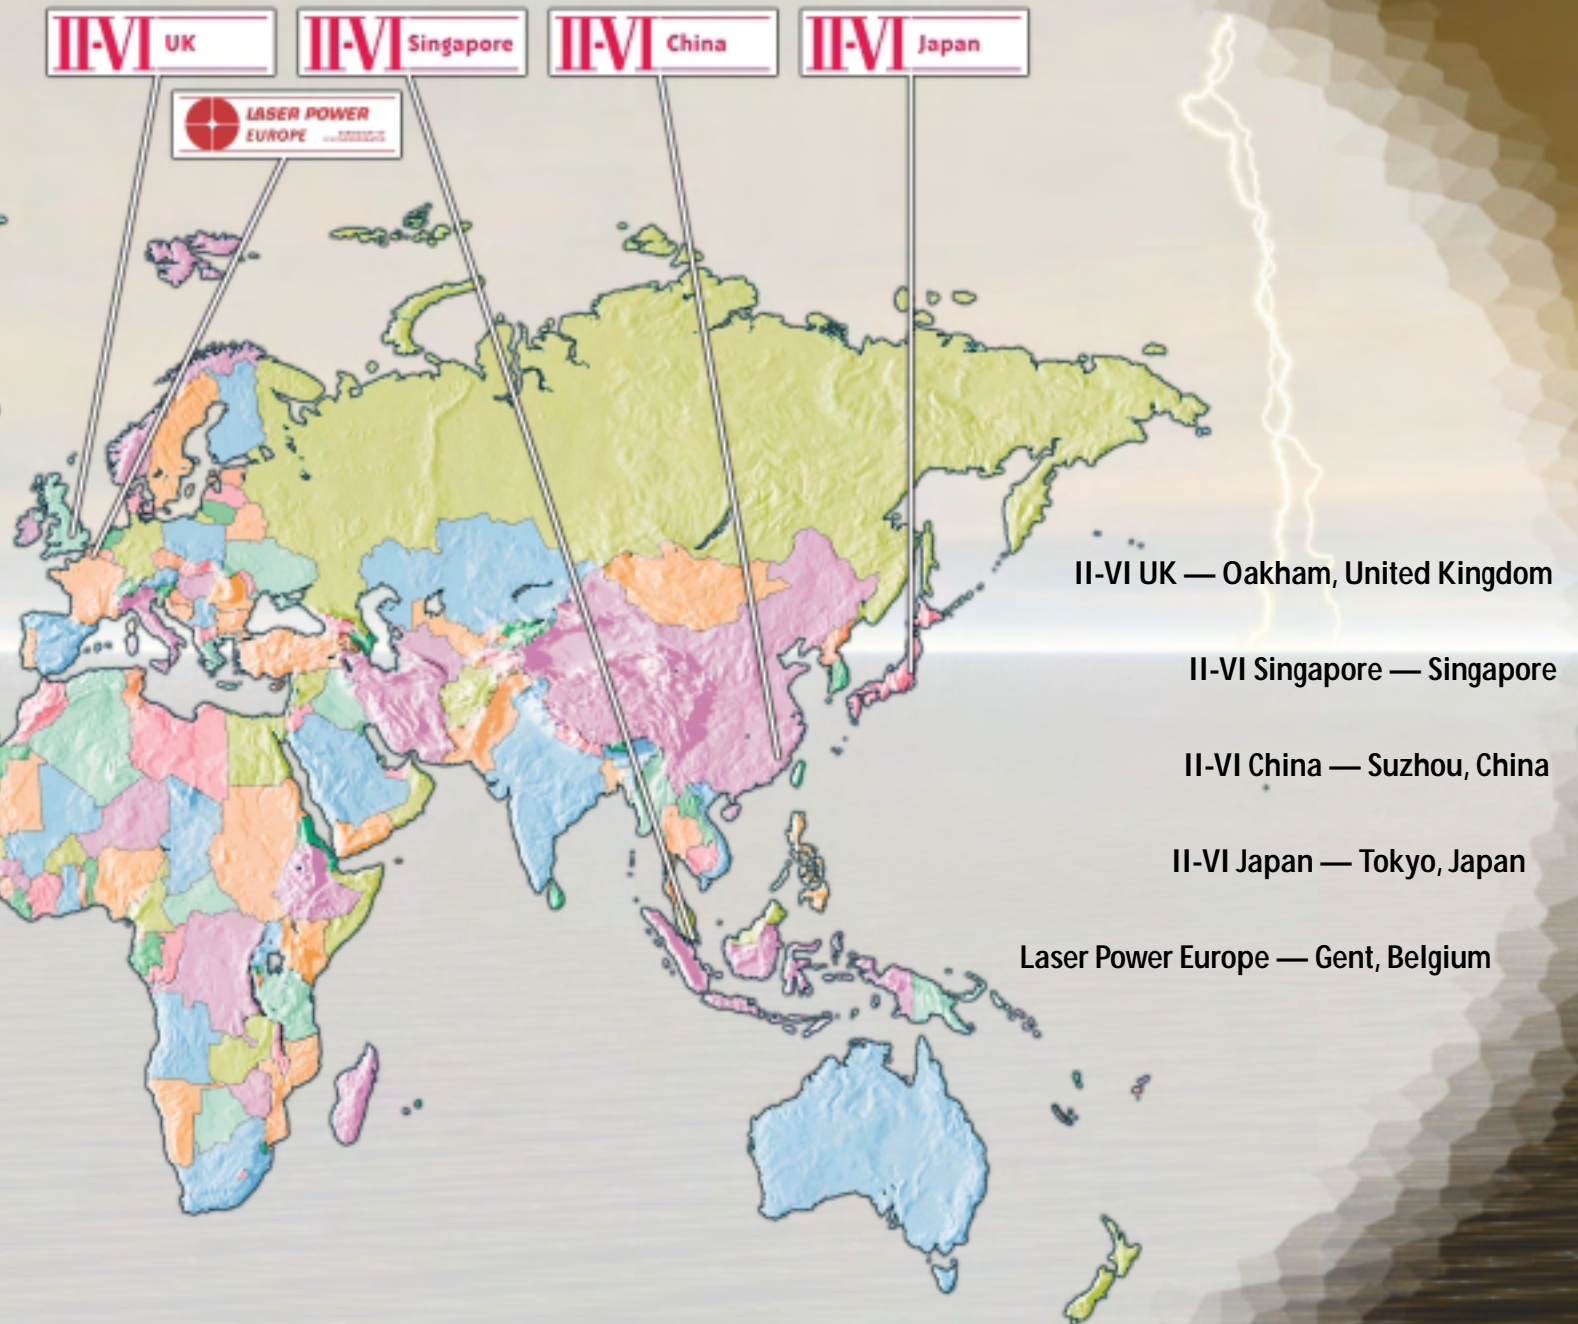 II-VI UK
II-VI Singapore
II-VI China
II-VI Japan
LASER POWER
EUROPE
II-VI UK — Oakham, United Kingdom
II-VI Singapore — Singapore
II-VI China — Suzhou, China
II-VI Japan — Tokyo, Japan
Laser Power Europe — Gent, Belgium